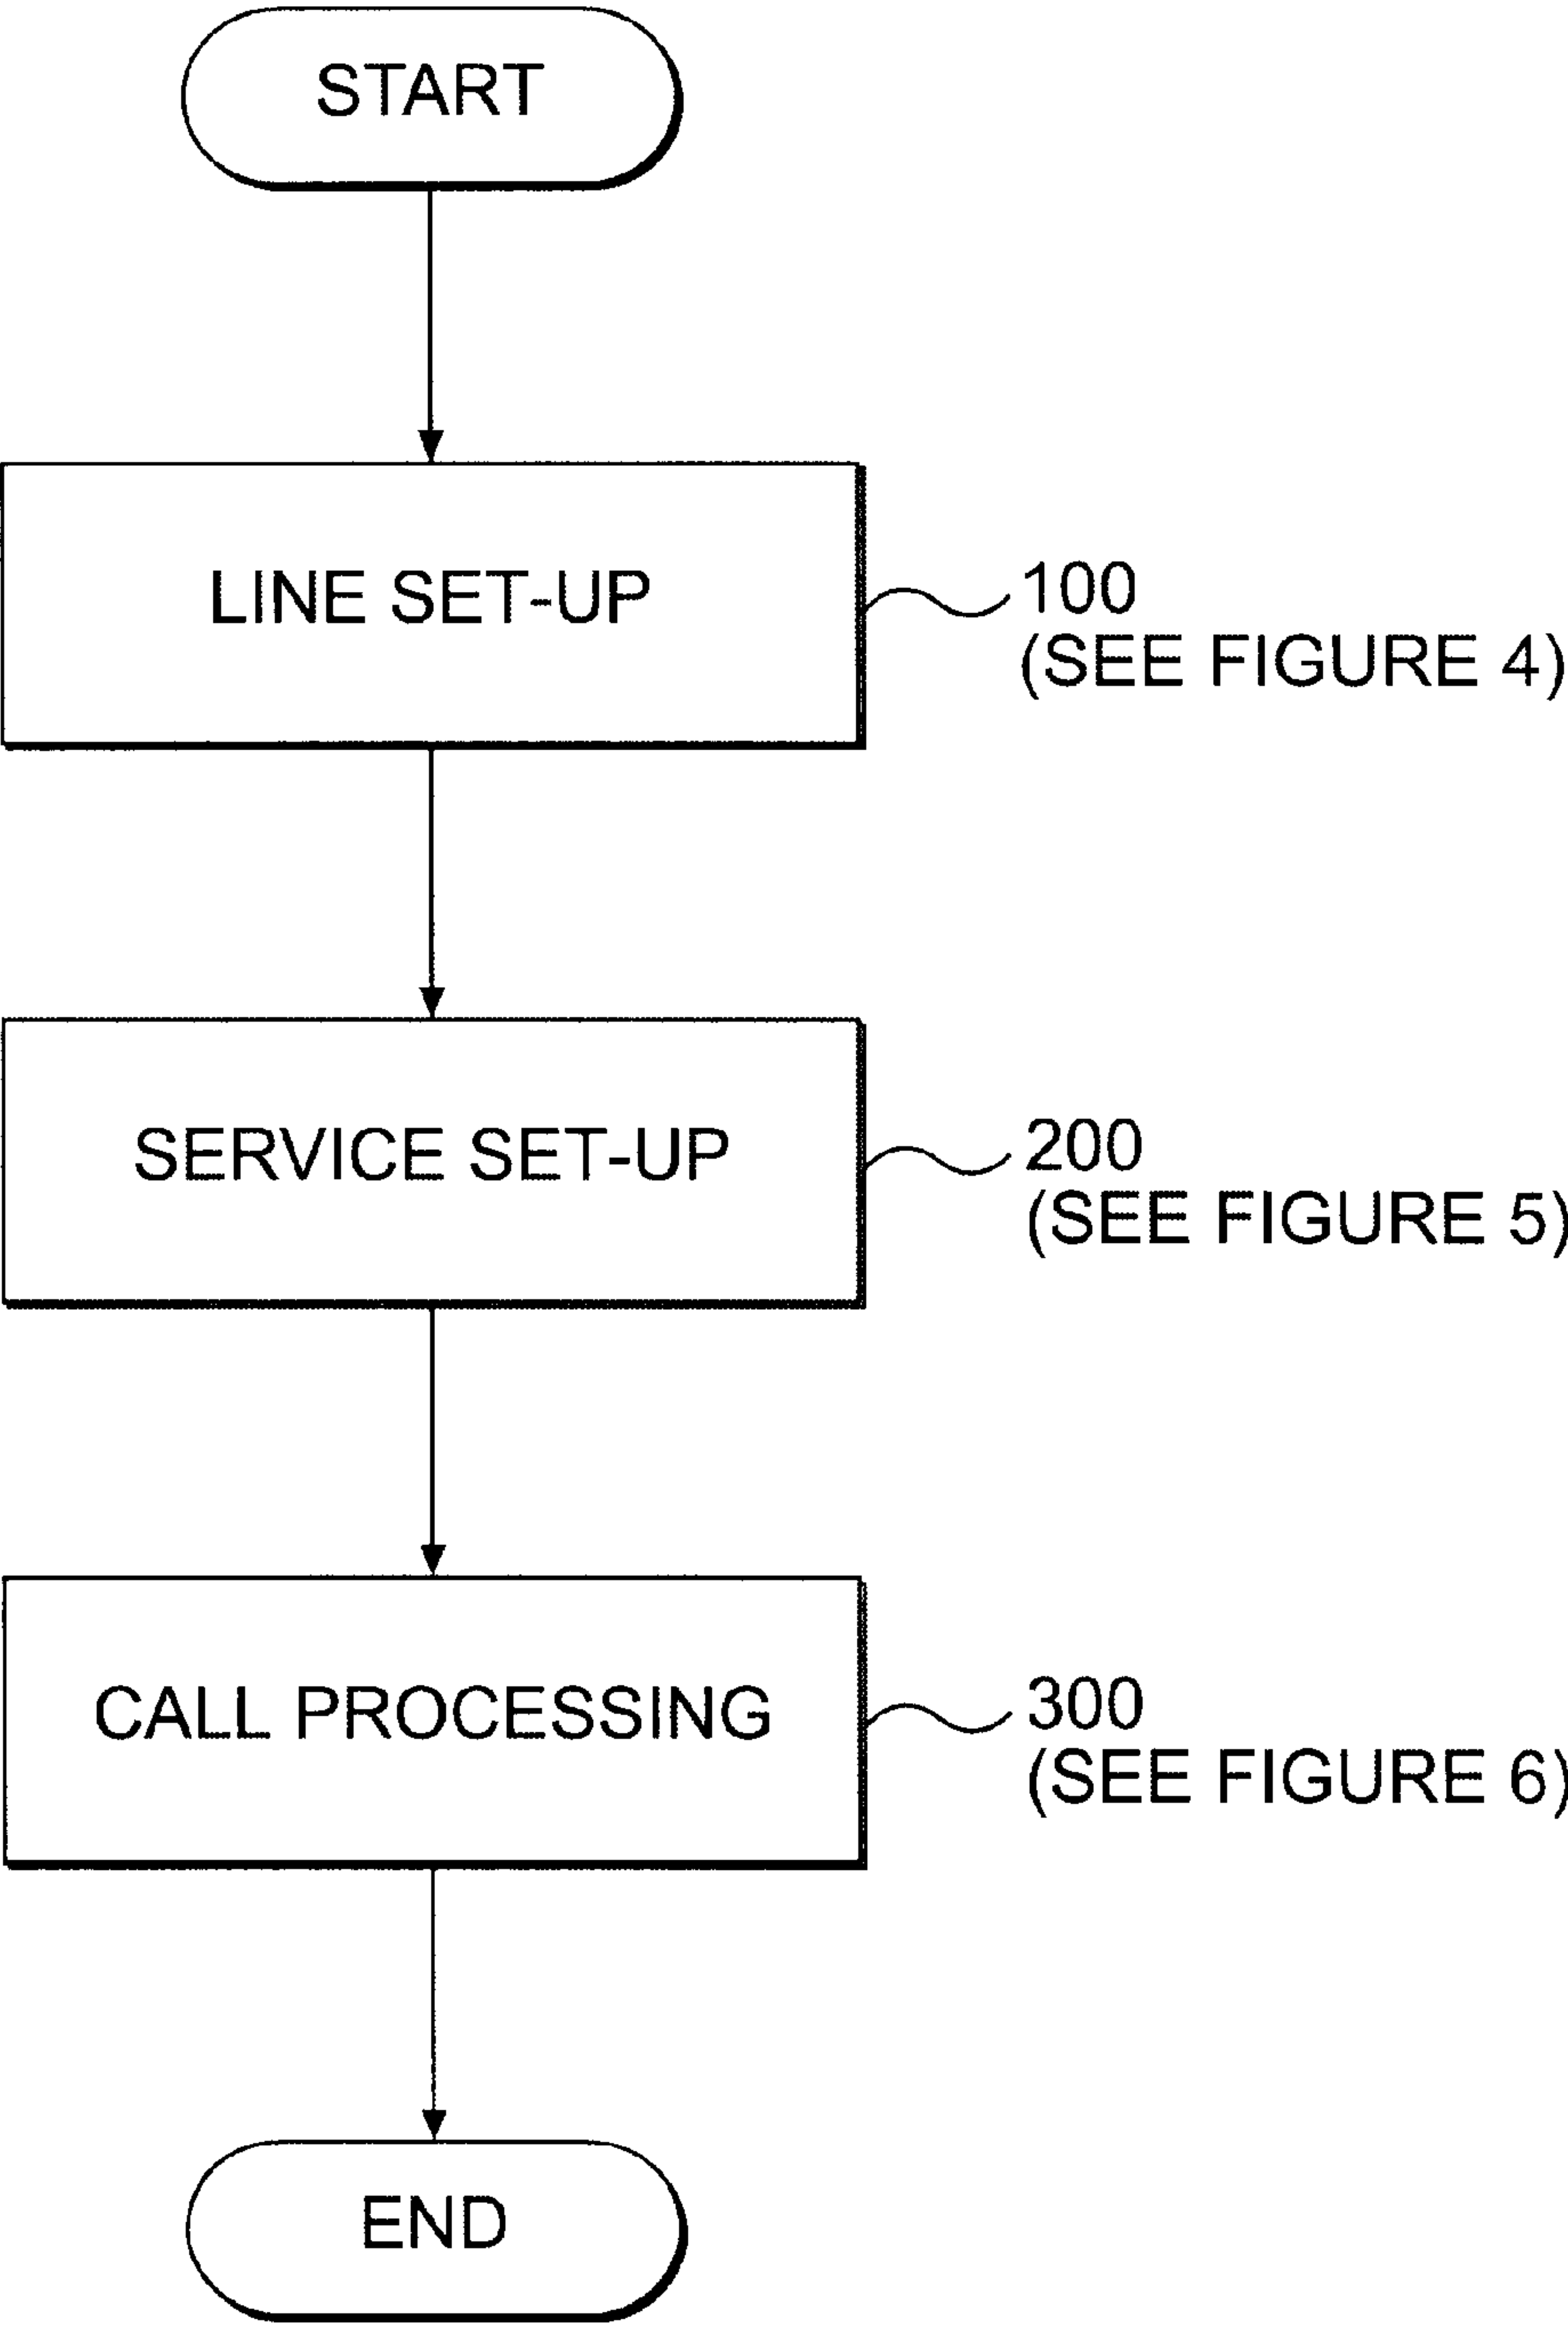 START
LINE SET-UP
100
(SEE FIGURE 4)
SERVICE SET-UP
200
(SEE FIGURE 5)
CALL PROCESSING
300
(SEE FIGURE 6)
END